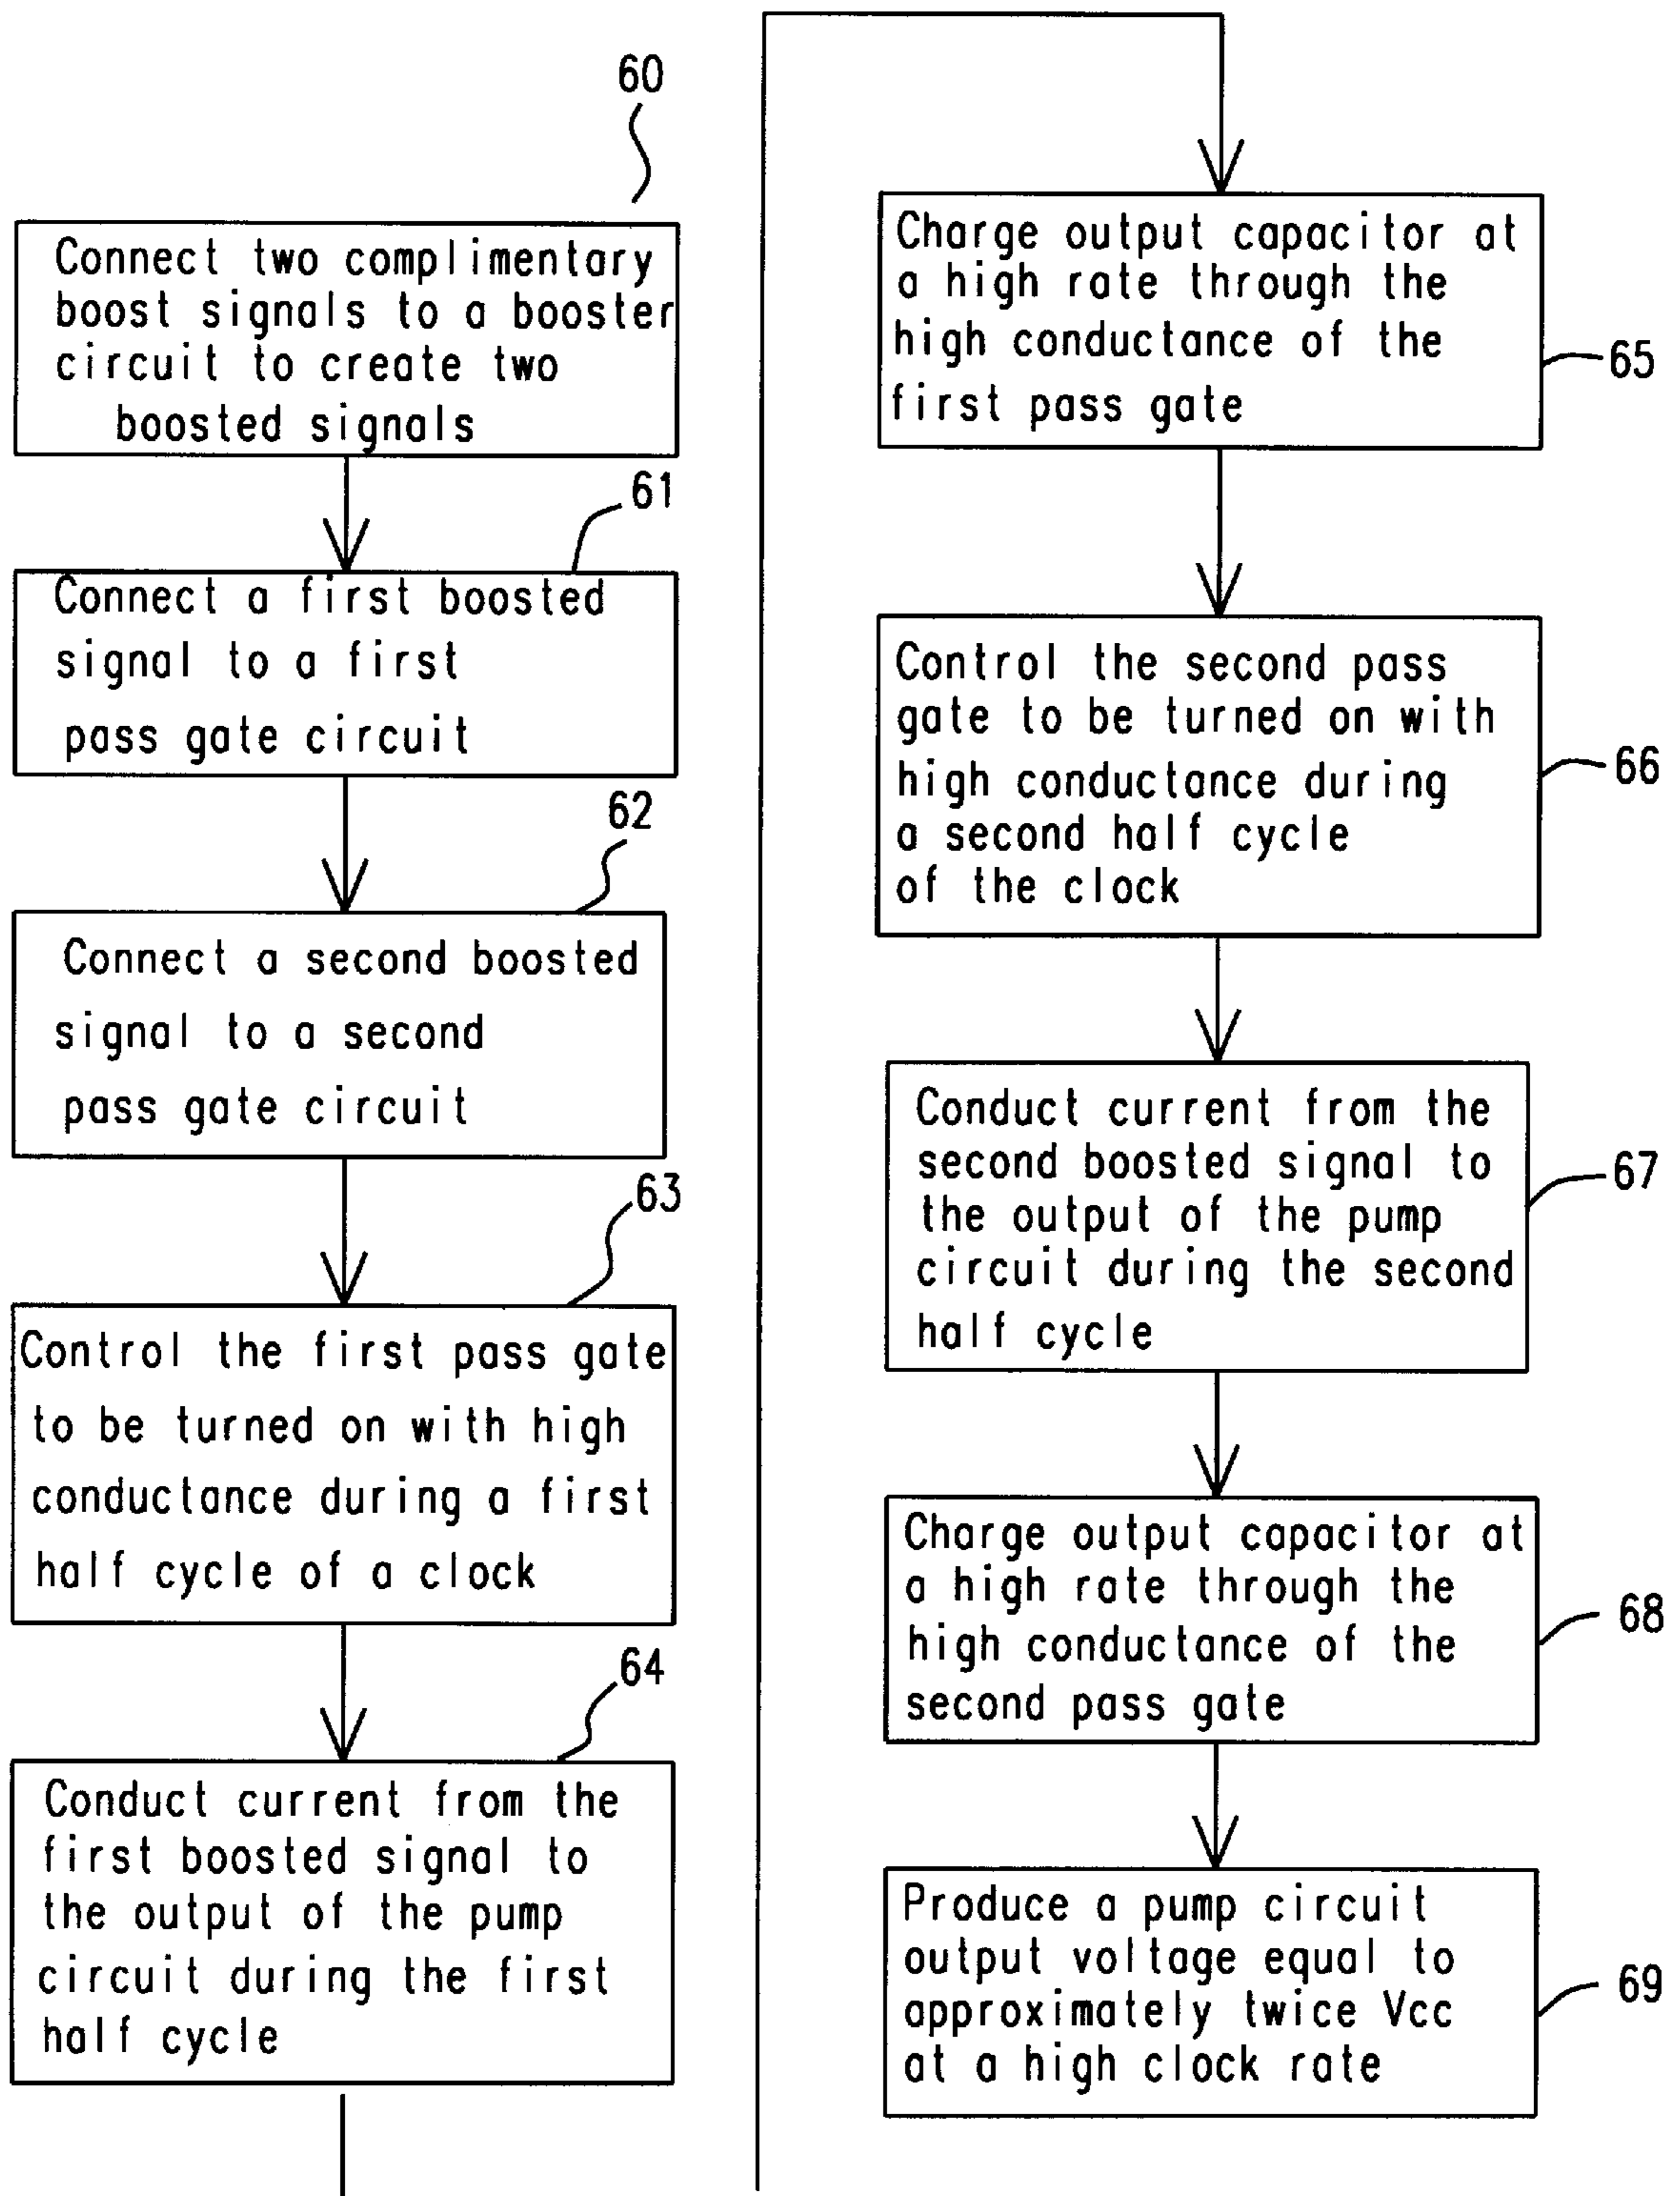 60
Connect two complimentary
boost signals to a booster
circuit to create two
boosted signals
61
Connect a first boosted
signal to a first
pass gate circuit
62
Connect a second boosted
signal to a second
pass gate circuit
63
Control the first pass gate
to be turned on with high
conductance during a first
half cycle of a clock
64
Conduct current from the
first boosted signal to
the output of the pump
circuit during the first
half cycle
Charge output capacitor at
a high rate through the
high conductance of the
first pass gate
65
Control the second pass
gate to be turned on with
high conductance during
a second half cycle
of the clock
66
Conduct current from the
second boosted signal to
the output of the pump
circuit during the second
half cycle
67
Charge output capacitor at
a high rate through the
high conductance of the
second pass gate
68
Produce a pump circuit
output voltage equal to
approximately twice Vcc
at a high clock rate
69